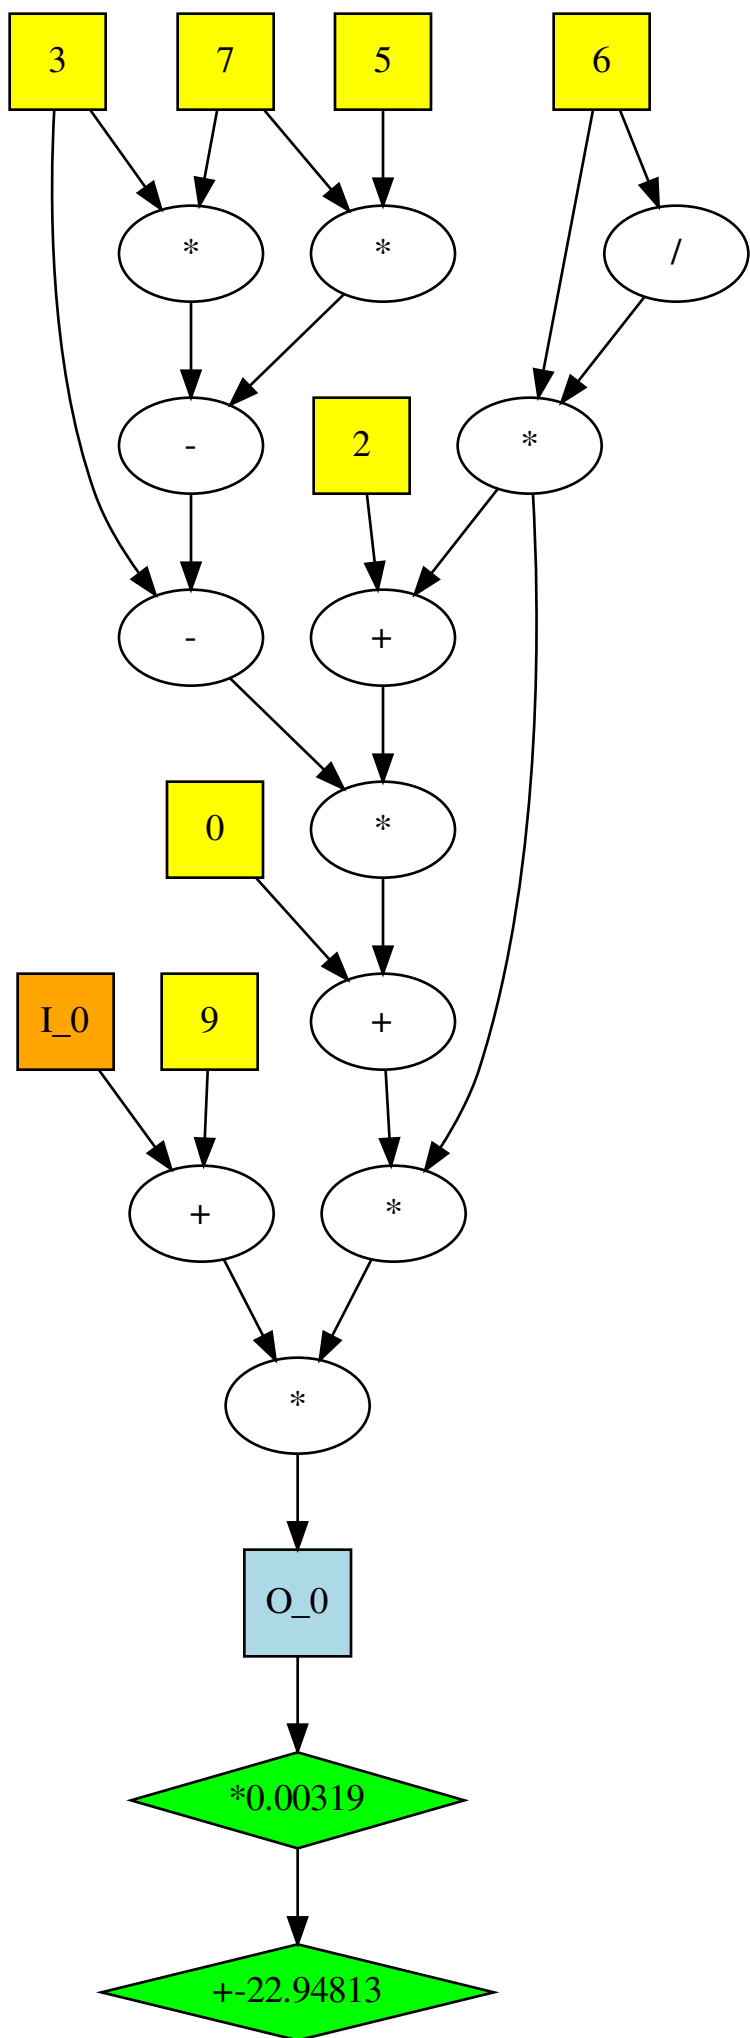 3 7 5 6
* * /
- 2 *
- +
0 *
I_0 9 +
+ *
*
O_0
*0.00319
+-22.94813